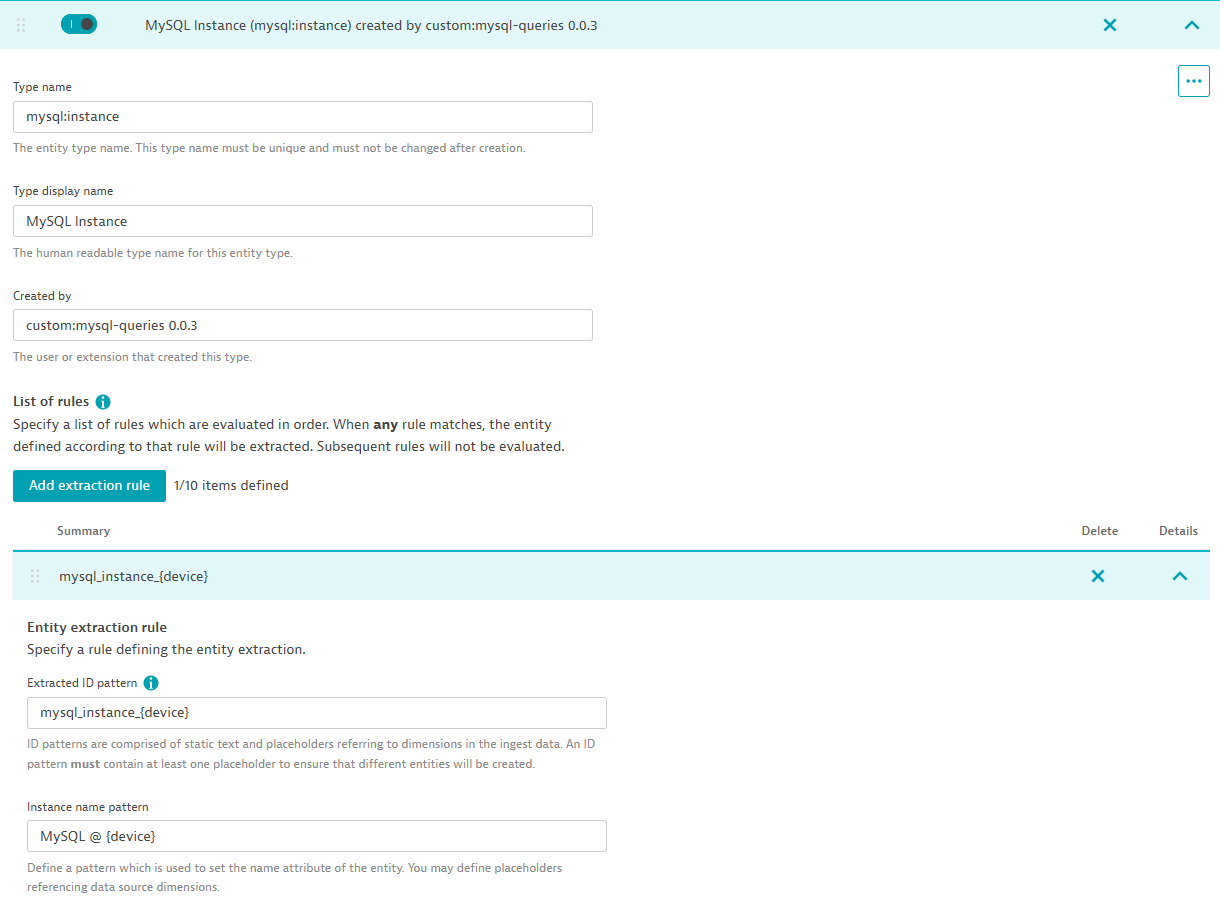 MySQL Instance (mysql:instance) created by custom:mysql-queries 0.0.3
Type name
mysql:instance
The entity type name. This type name must be unique and must not be changed after creation.
Type display name
MySQL Instance
The human readable type name for this entity type.
Created by
custom:mysql-queries 0.0.3
The user or extension that created this type.
List of rules
Specify a list of rules which are evaluated in order. When any rule matches, the entity
defined according to that rule will be extracted. Subsequent rules will not be evaluated.
Add extraction rule 1/10 items defined
Summary Delete Details
mysql_instance_{device}
Entity extraction rule
Specify a rule defining the entity extraction.
Extracted ID pattern
mysql_instance_{device}
ID patterns are comprised of static text and placeholders referring to dimensions in the ingest data. An ID
pattern must contain at least one placeholder to ensure that different entities will be created.
Instance name pattern
MySQL @ {device}
Define a pattern which is used to set the name attribute of the entity. You may define placeholders
referencing data source dimensions.